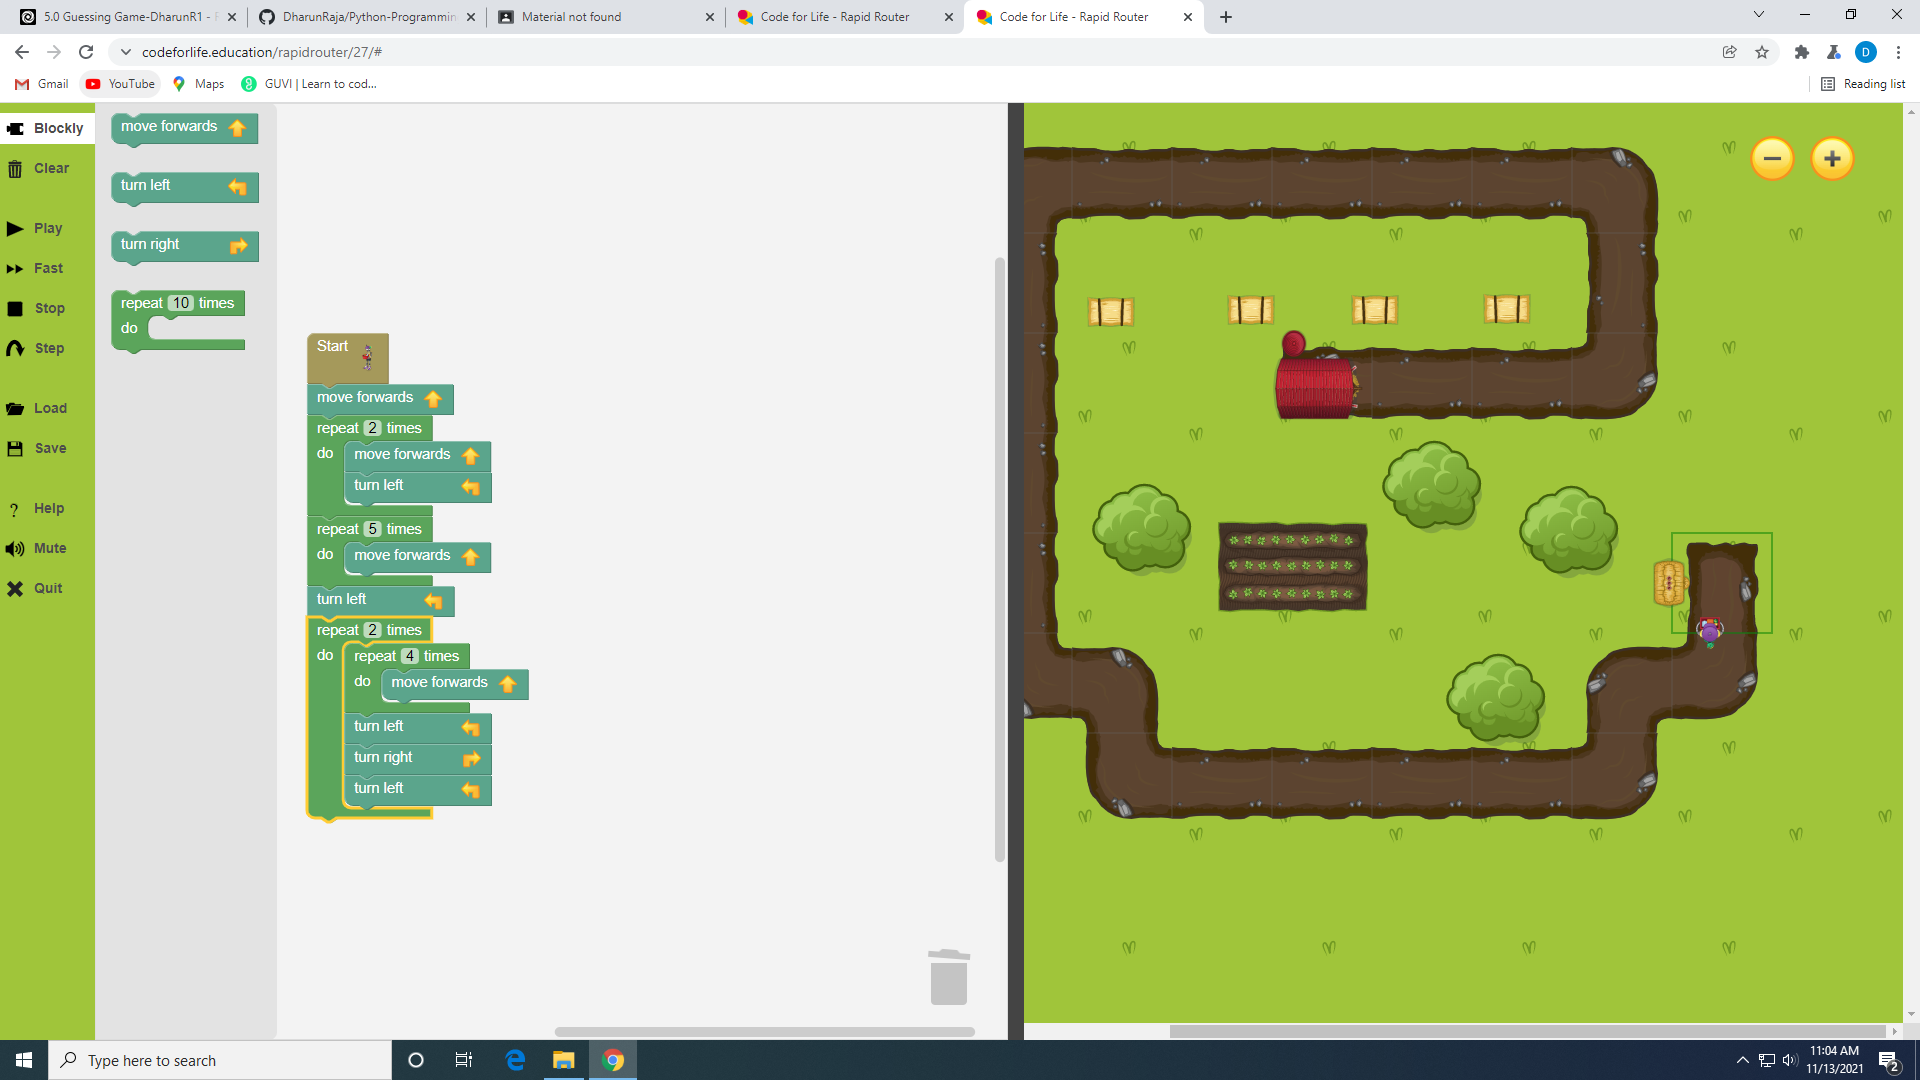 5.0 Guessing Game-DharunR1 -
DharunRaja/Python-Programmin
Material not found
Code for Life - Rapid Router
Code for Life - Rapid Router
codeforlife.education/rapidrouter/27/#
D
Gmail
YouTube
Maps
GUVI | Learn to cod...
Reading list
Blockly
Clear
Play
Fast
Stop
Step
Load
Save
Help
Mute
Quit
move forwards
turn left
turn right
repeat 10 times
do
Start
move forwards
repeat 2 times
do move forwards
turn left
repeat 5 times
do move forwards
turn left
repeat 2 times
do repeat 4 times
do move forwards
turn left
turn right
turn left
Type here to search
11:04 AM
11/13/2021
2